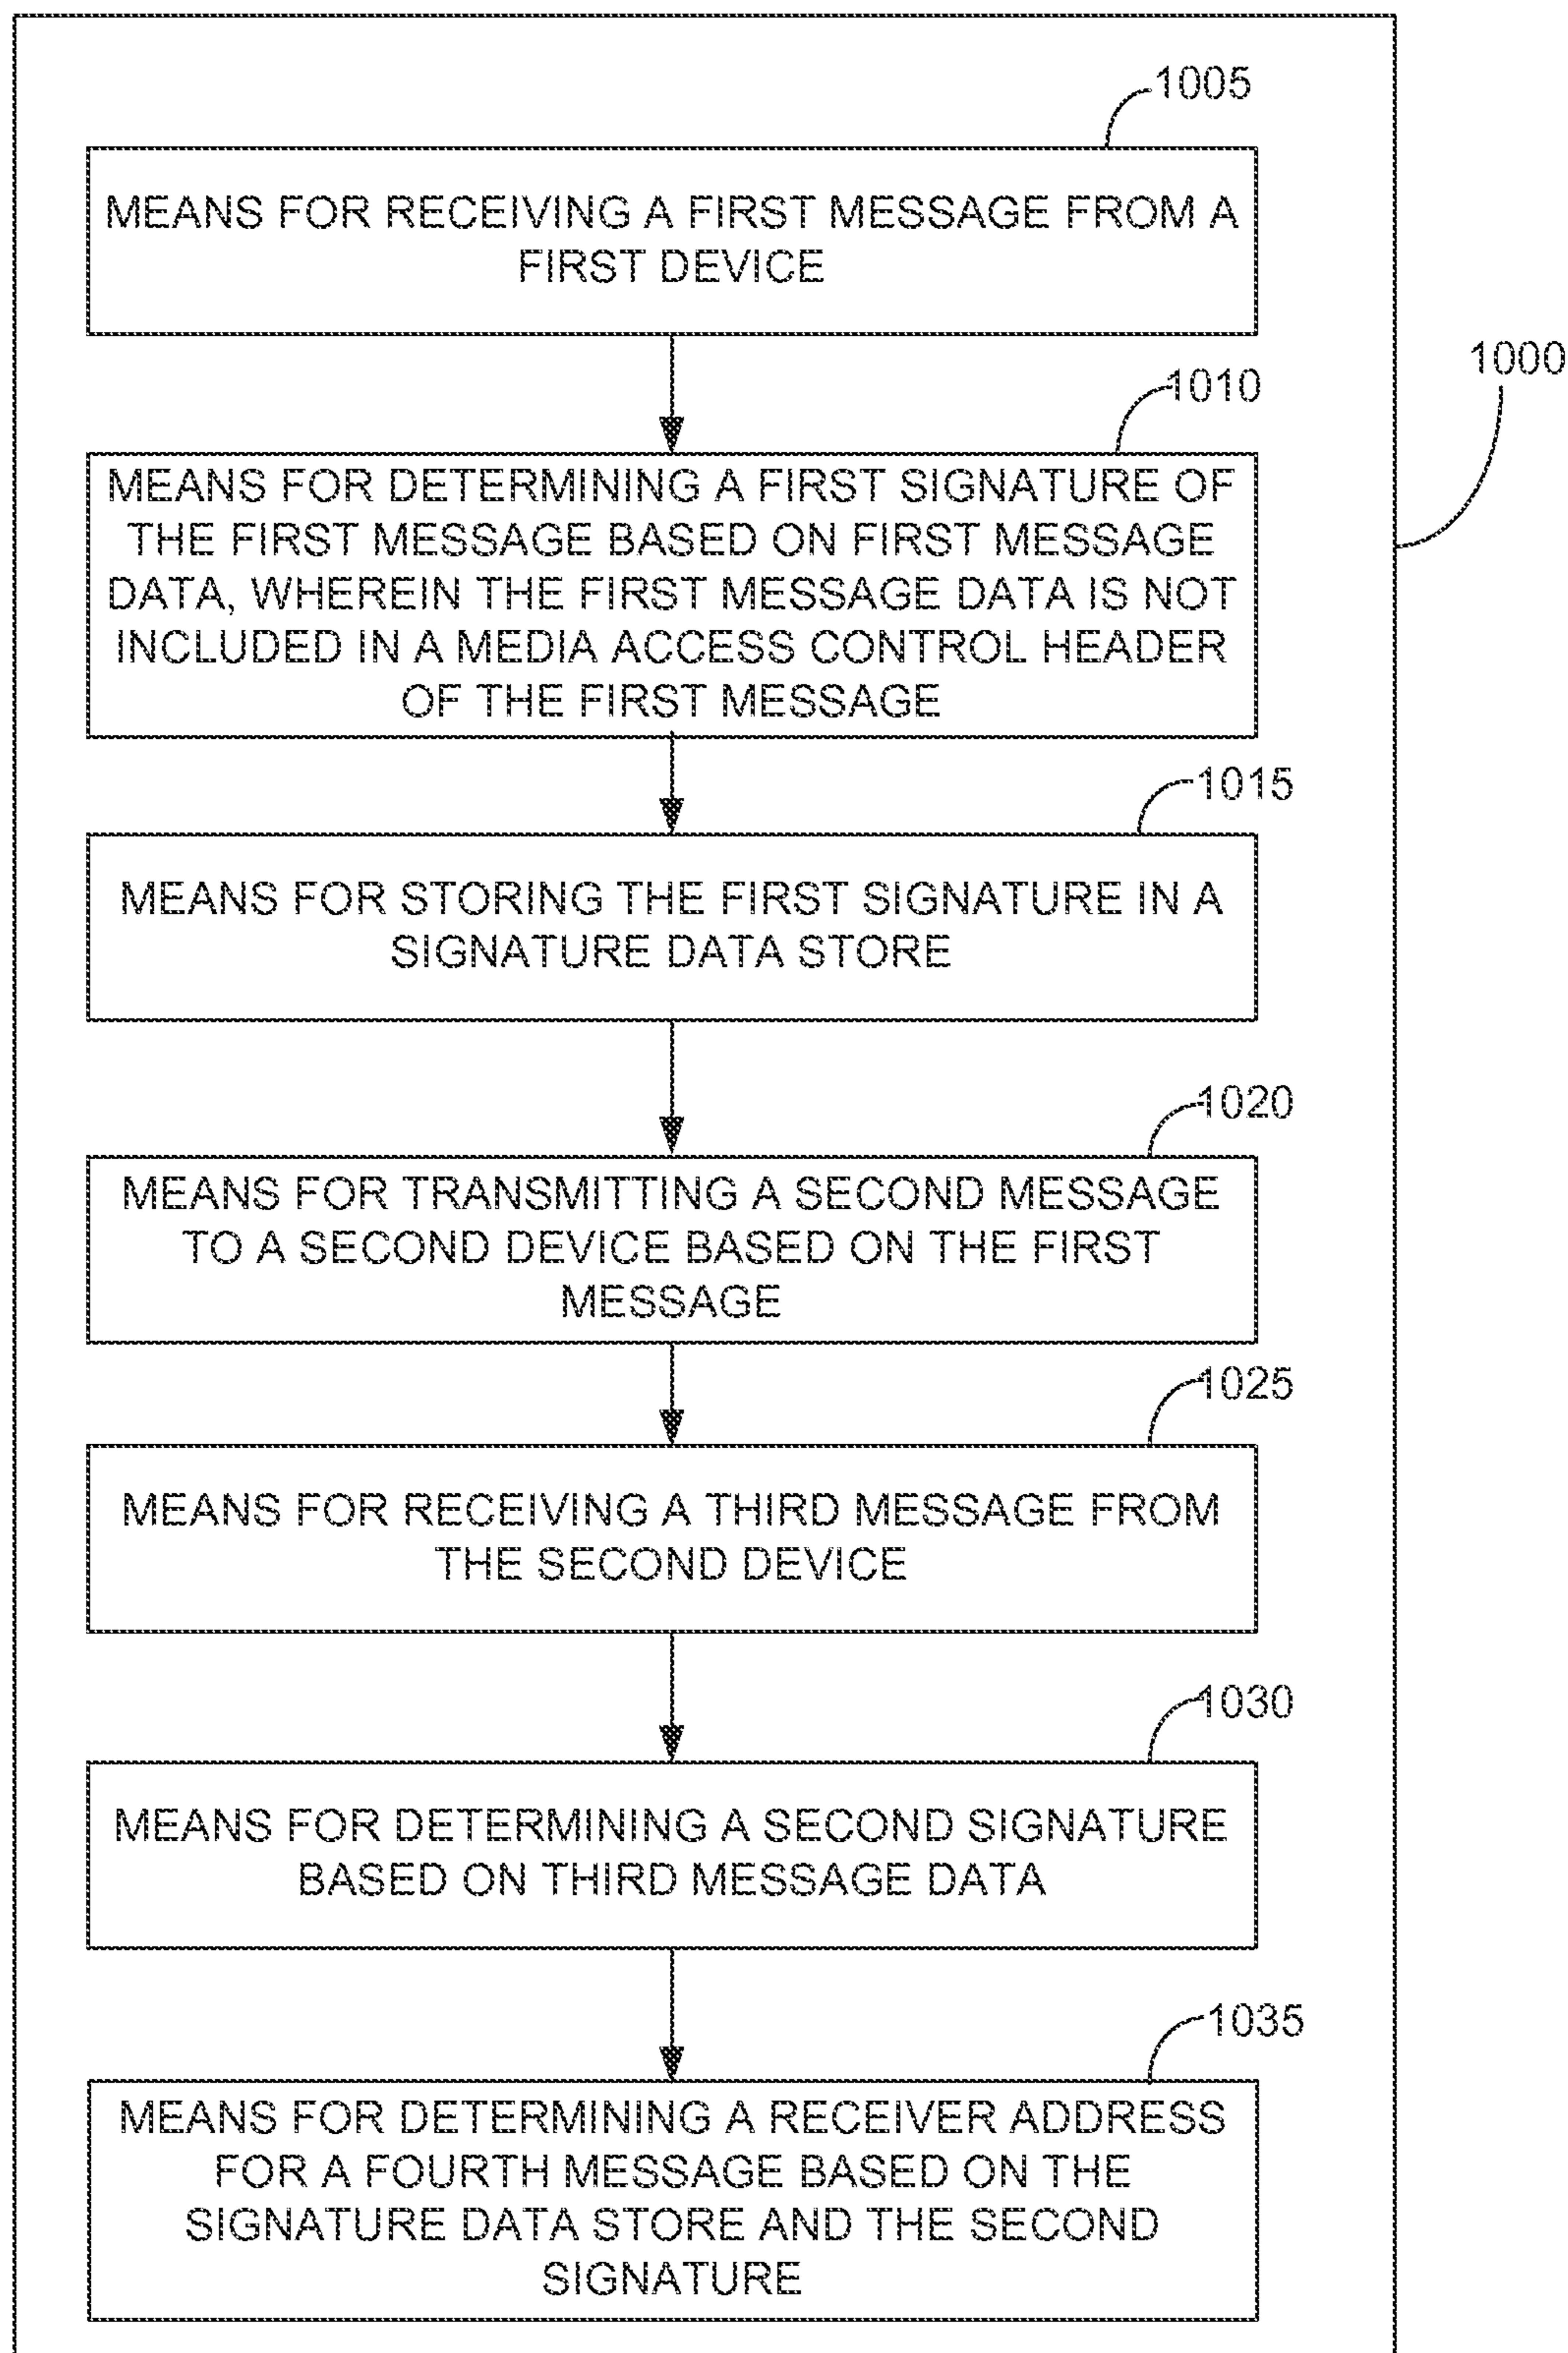 1005
MEANS FOR RECEIVING A FIRST MESSAGE FROM A
FIRST DEVICE
1000
1010
MEANS FOR DETERMINING A FIRST SIGNATURE OF
THE FIRST MESSAGE BASED ON FIRST MESSAGE
DATA, WHEREIN THE FIRST MESSAGE DATA IS NOT
INCLUDED IN A MEDIA ACCESS CONTROL HEADER
OF THE FIRST MESSAGE
1015
MEANS FOR STORING THE FIRST SIGNATURE IN A
SIGNATURE DATA STORE
1020
MEANS FOR TRANSMITTING A SECOND MESSAGE
TO A SECOND DEVICE BASED ON THE FIRST
MESSAGE
1025
MEANS FOR RECEIVING A THIRD MESSAGE FROM
THE SECOND DEVICE
1030
MEANS FOR DETERMINING A SECOND SIGNATURE
BASED ON THIRD MESSAGE DATA
1035
MEANS FOR DETERMINING A RECEIVER ADDRESS
FOR A FOURTH MESSAGE BASED ON THE
SIGNATURE DATA STORE AND THE SECOND
SIGNATURE